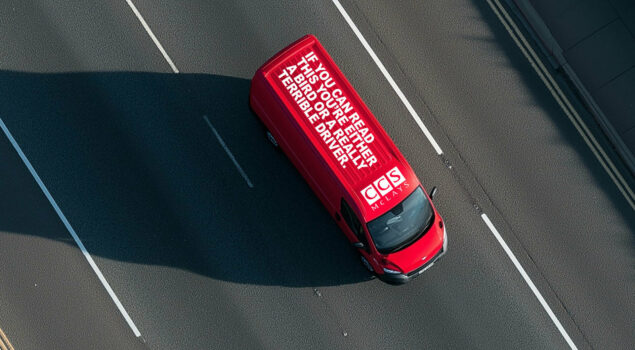 IF YOU CAN READ
THIS YOU'RE EITHER
A BIRD OR A REALLY
TERRIBLE DRIVER.
CCS
MCLAYS